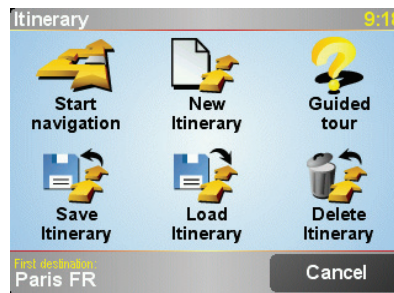 Itinerary 9:18
Start New Guided
navigation Itinerary tour
Save Load Delete
Itinerary Itinerary Itinerary
First destination:
Paris FR Cancel